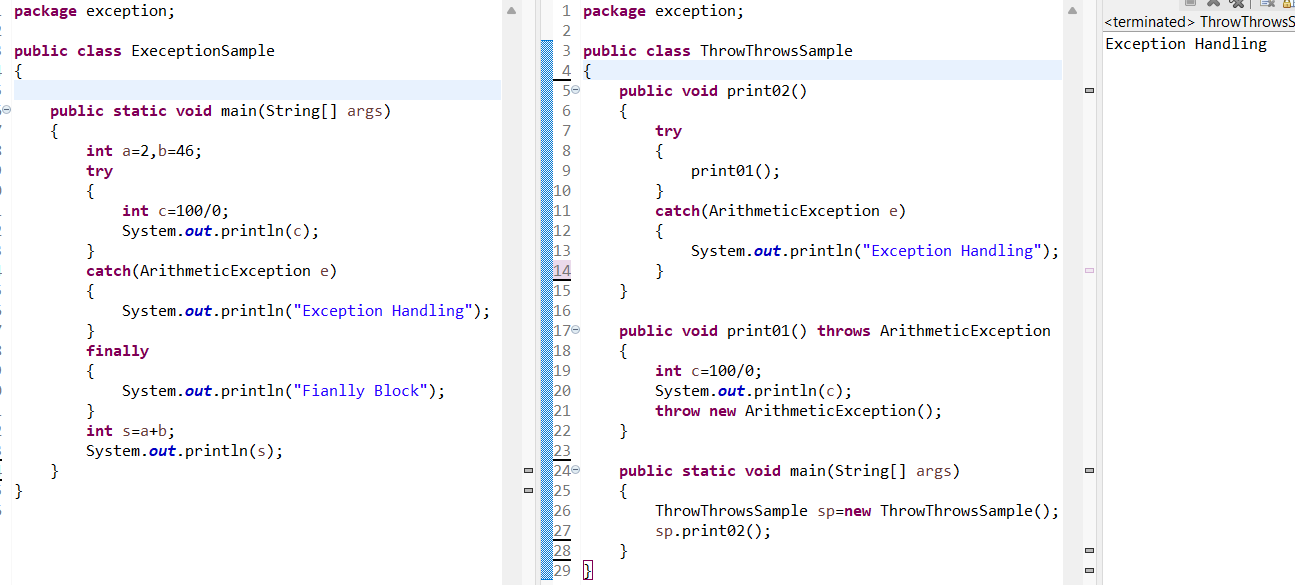 package exception;
public class ExeceptionSample
{
public static void main(String[] args)
{
int a=2,b=46;
try
{
int c=100/0;
System.out.println(c);
}
catch(ArithmeticException e)
{
System.out.println("Exception Handling");
}
finally
{
System.out.println("Fianlly Block");
}
int s=a+b;
System.out.println(s);
}
}
1 package exception;
2
3 public class ThrowThrowsSample
4 {
5 public void print02()
6 {
7 try
8 {
9 print01();
10 }
11 catch(ArithmeticException e)
12 {
13 System.out.println("Exception Handling");
14 }
15 }
16
17 public void print01() throws ArithmeticException
18 {
19 int c=100/0;
20 System.out.println(c);
21 throw new ArithmeticException();
22 }
23
24 public static void main(String[] args)
25 {
26 ThrowThrowsSample sp=new ThrowThrowsSample();
27 sp.print02();
28 }
29 }
<terminated> ThrowThrowsS
Exception Handling